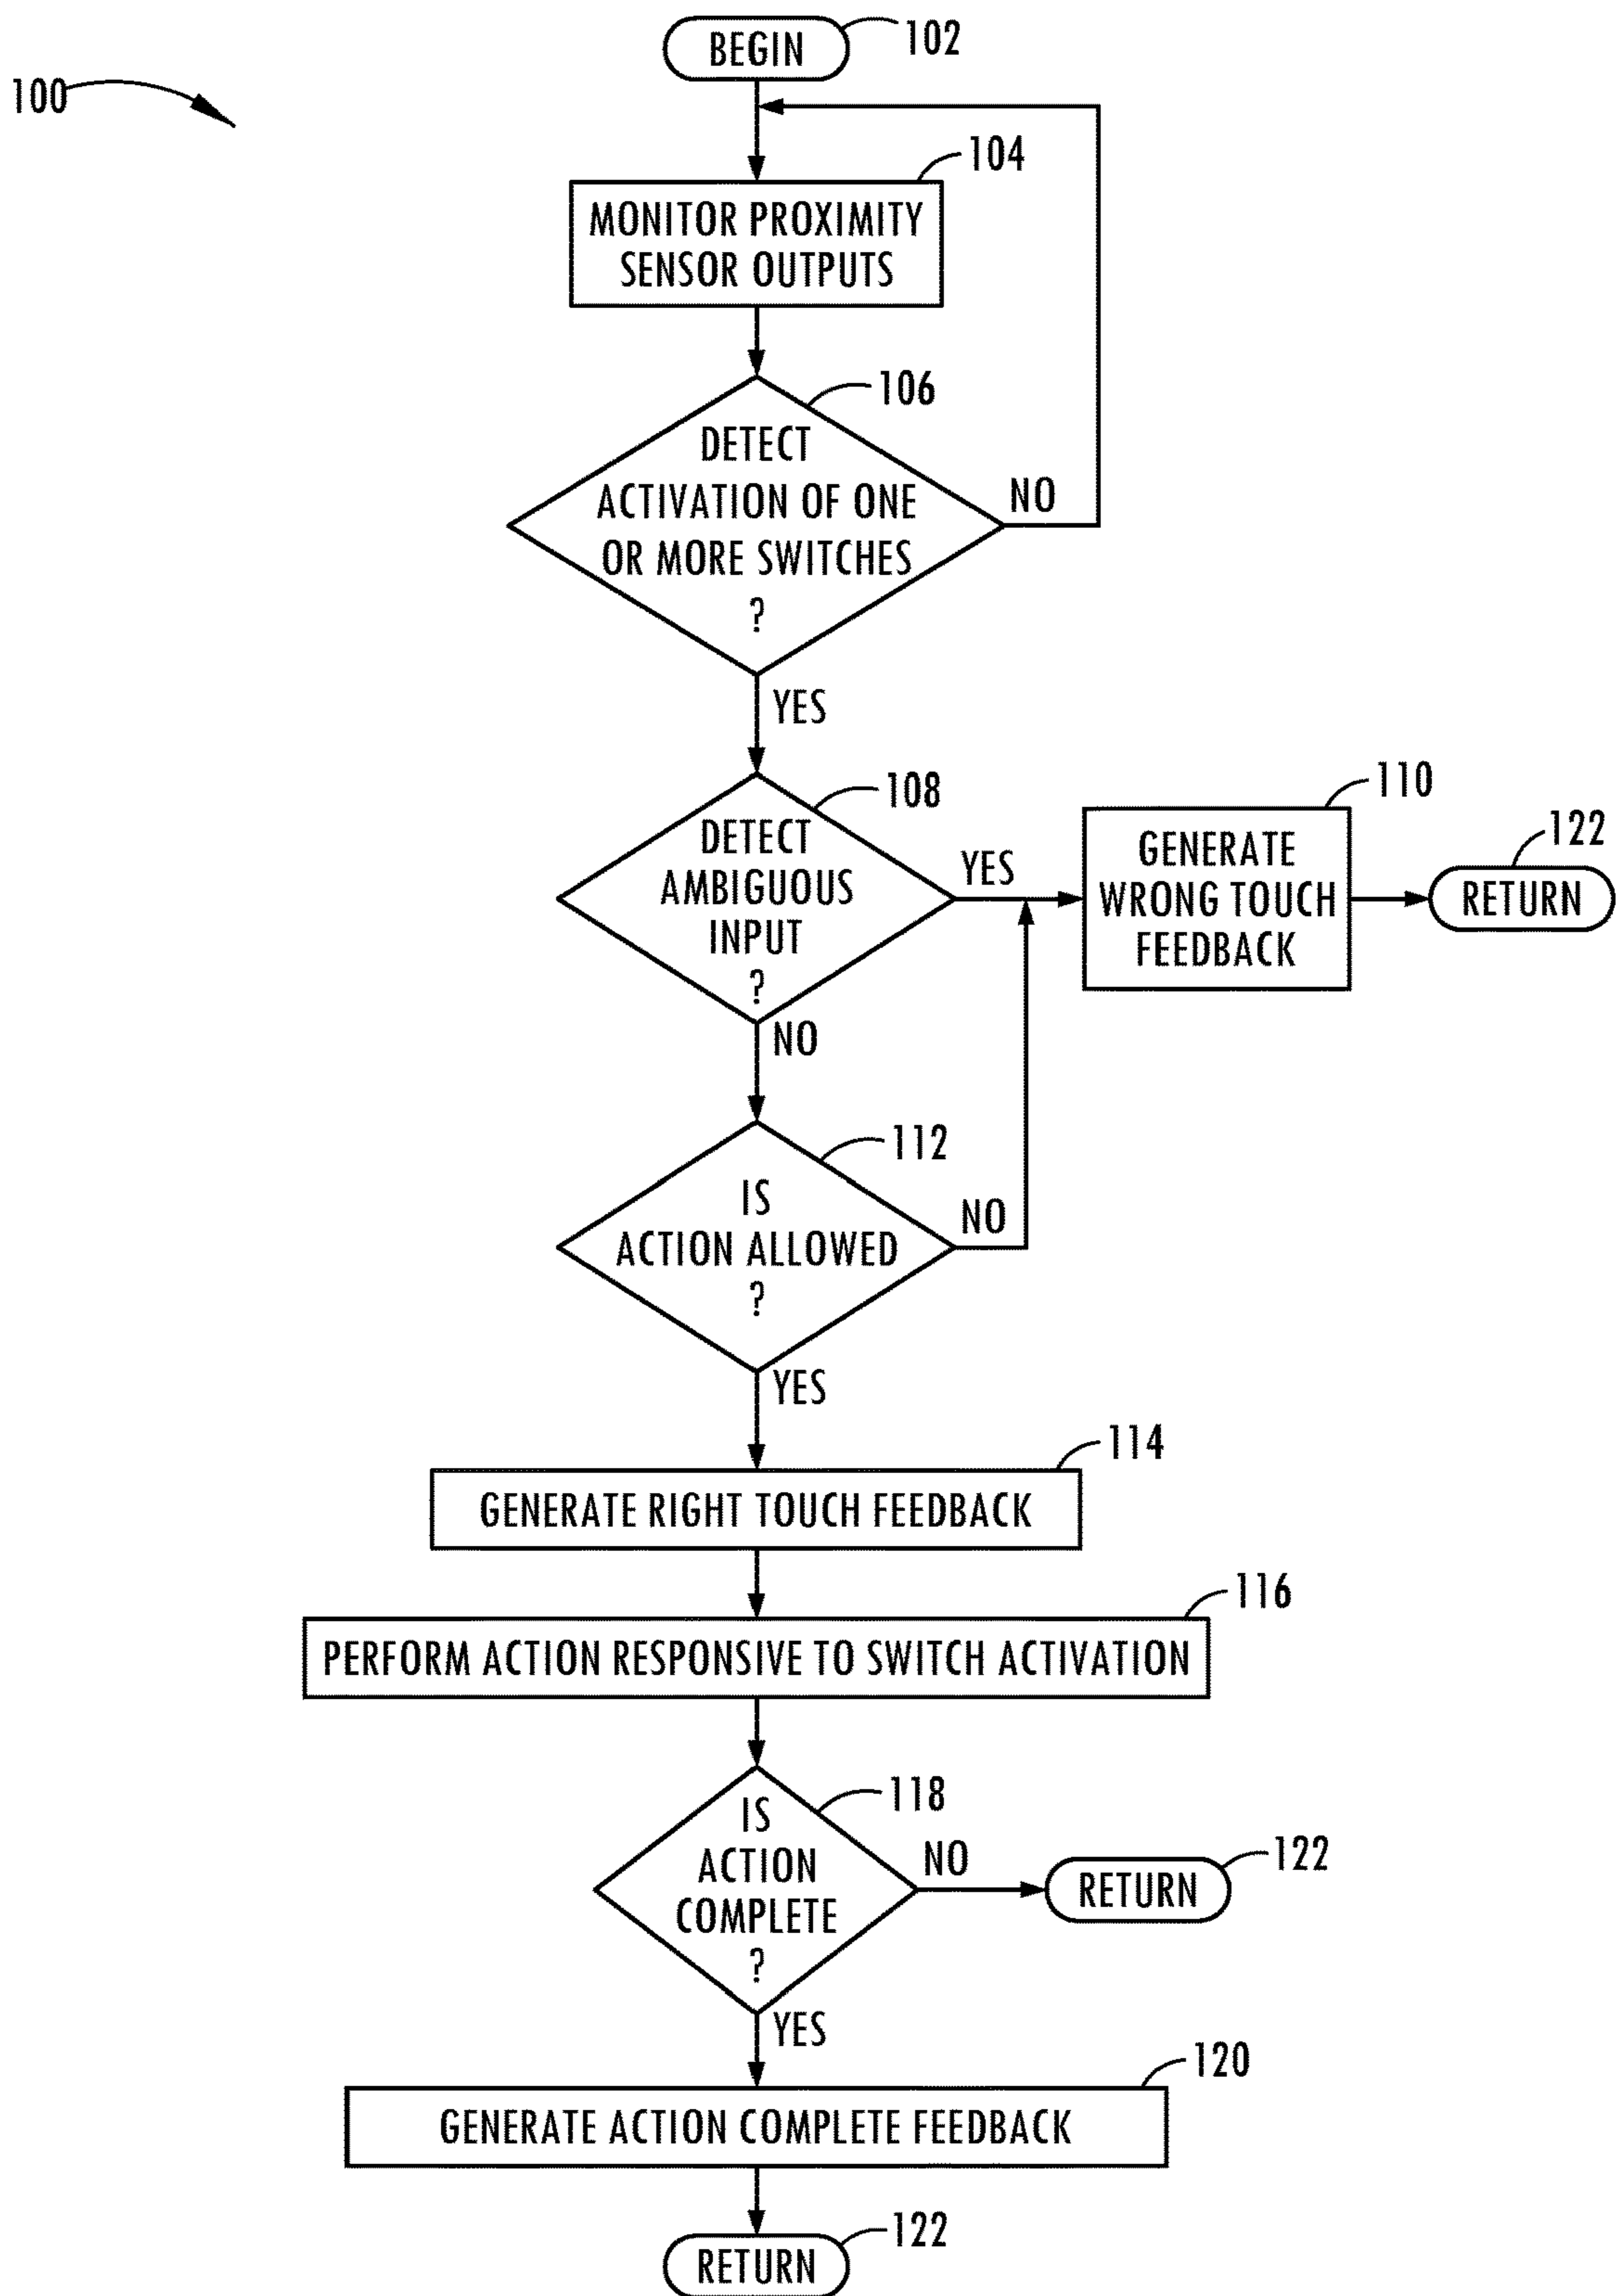 BEGIN
102
100
104
MONITOR PROXIMITY
SENSOR OUTPUTS
106
DETECT
ACTIVATION OF ONE
OR MORE SWITCHES
?
NO
YES
108
DETECT
AMBIGUOUS
INPUT
?
YES
110
GENERATE
WRONG TOUCH
FEEDBACK
122
RETURN
NO
112
IS
ACTION ALLOWED
?
NO
YES
114
GENERATE RIGHT TOUCH FEEDBACK
116
PERFORM ACTION RESPONSIVE TO SWITCH ACTIVATION
118
IS
ACTION
COMPLETE
?
NO
122
RETURN
YES
120
GENERATE ACTION COMPLETE FEEDBACK
122
RETURN